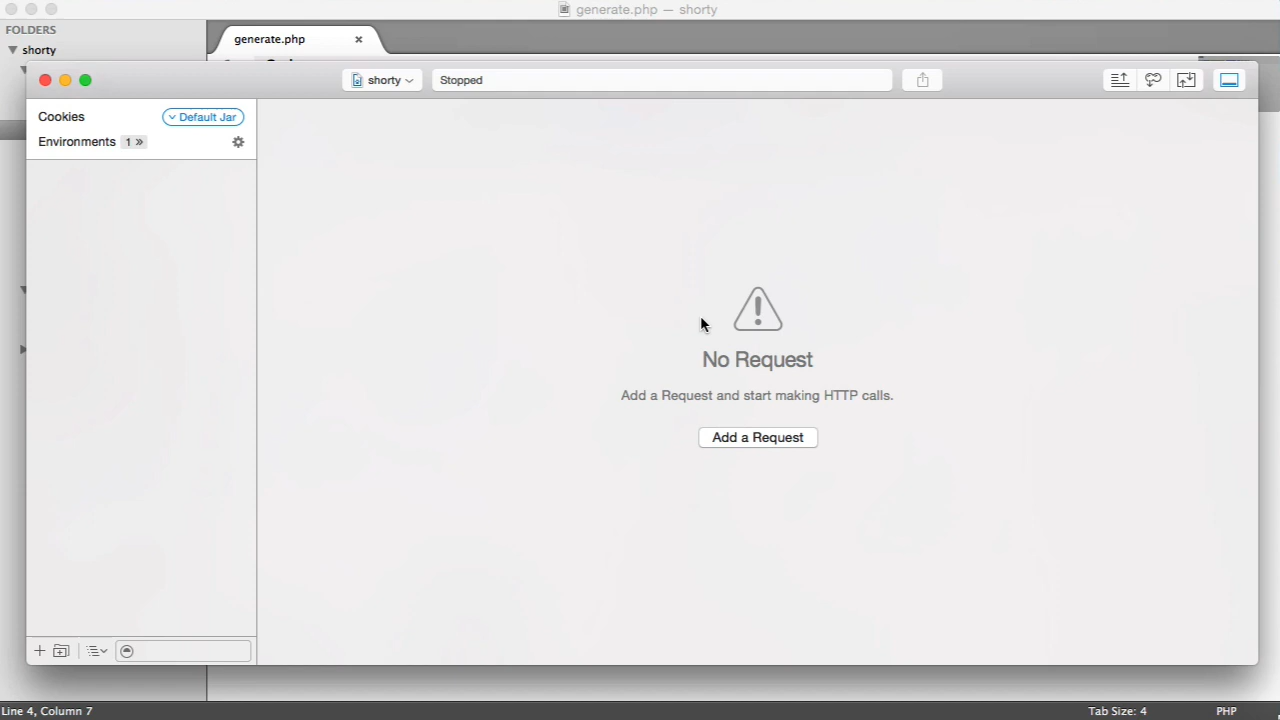 generate.php — shorty
FOLDERS
shorty
generate.php
shorty
Stopped
Cookies
Default Jar
Environments 1 »
No Request
Add a Request and start making HTTP calls.
Add a Request
Line 4, Column 7
Tab Size: 4
PHP